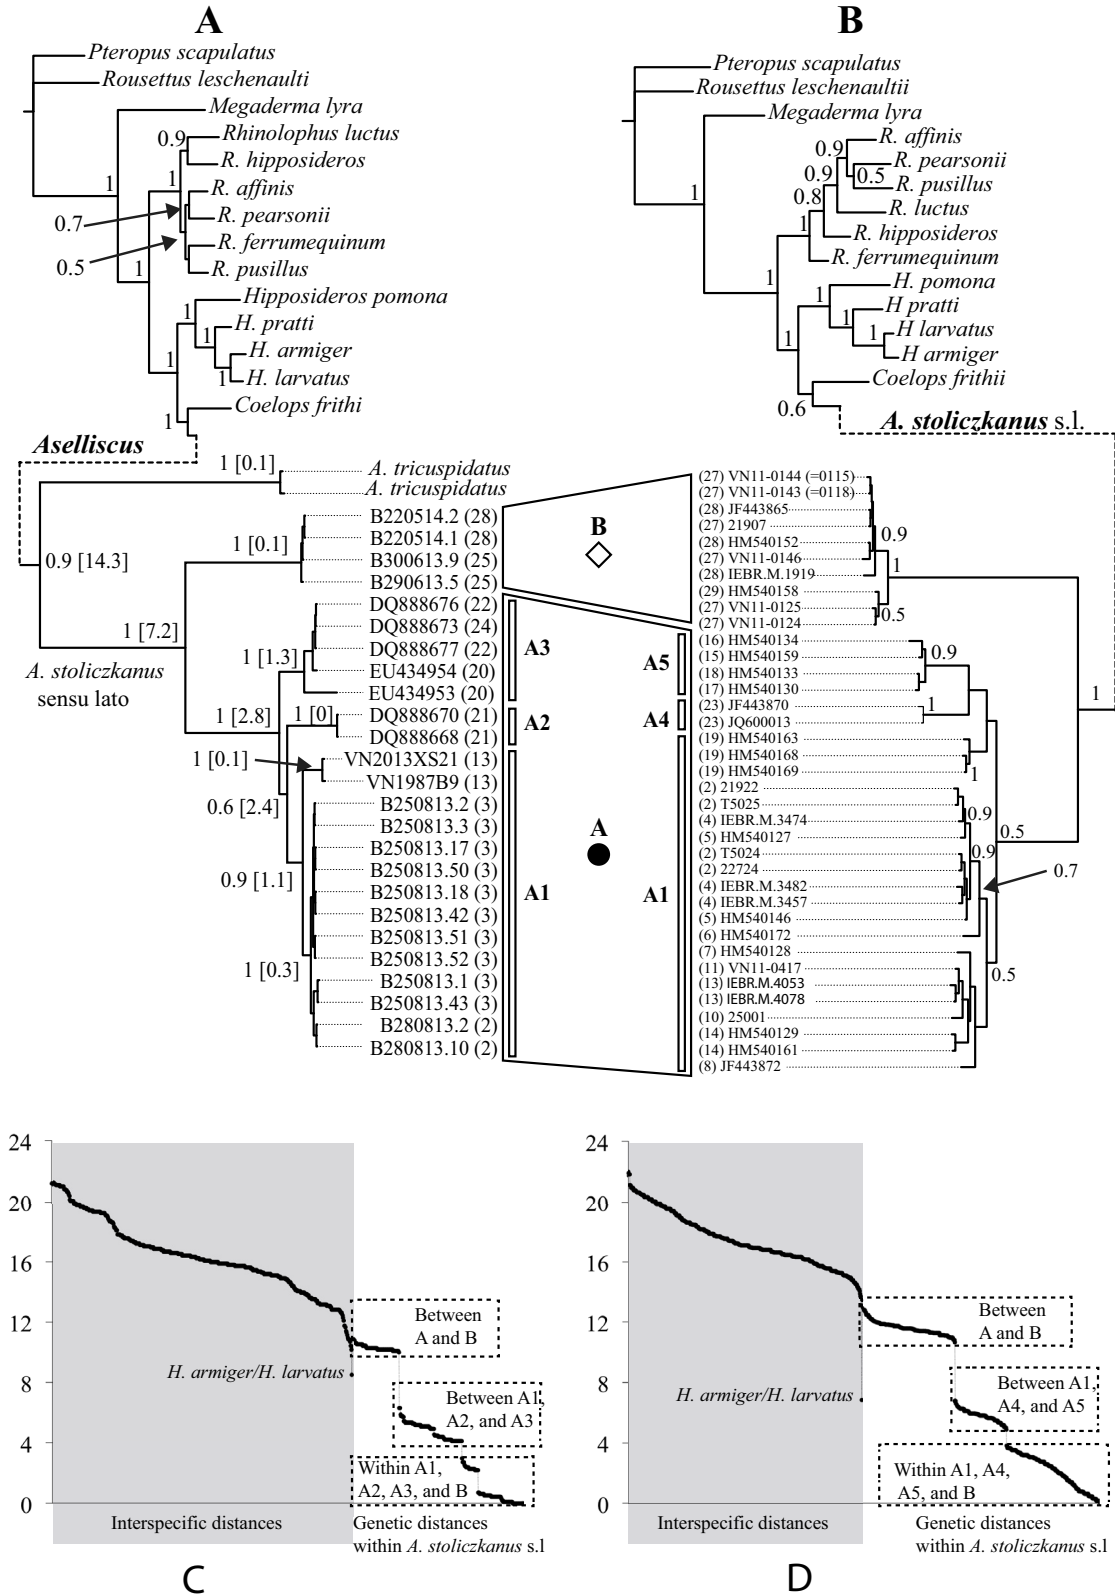 A
Pteropus scapulatus
Rousettus leschenaulti
Megaderma lyra
0.9
Rhinolophus luctus
R. hipposideros
1
1
R. affinis
0.7
R. pearsonii
R. ferrumequinum
0.5
1
R. pusillus
Hipposideros pomona
1
H. pratti
1
H. armiger
1
1
H. larvatus
Coelops frithi
1
Aselliscus
1 [0.1]
A. tricuspidatus
A. tricuspidatus
0.9 [14.3]
1 [0.1]
B220514.2 (28)
B220514.1 (28)
B300613.9 (25)
B290613.5 (25)
1 [7.2]
A. stoliczkanus
sensu lato
DQ888676 (22)
DQ888673 (24)
1 [1.3]
DQ888677 (22)
EU434954 (20)
EU434953 (20)
1 [2.8]
1 [0]
DQ888670 (21)
DQ888668 (21)
1 [0.1]
VN2013XS21 (13)
VN1987B9 (13)
0.6 [2.4]
B250813.2 (3)
B250813.3 (3)
B250813.17 (3)
0.9 [1.1]
B250813.50 (3)
B250813.18 (3)
B250813.42 (3)
B250813.51 (3)
B250813.52 (3)
1 [0.3]
B250813.1 (3)
B250813.43 (3)
B280813.2 (2)
B280813.10 (2)
B
A3
A5
A2
A4
A
A1
A1
B
Pteropus scapulatus
Rousettus leschenaultii
Megaderma lyra
0.9
R. affinis
R. pearsonii
0.9
0.5
R. pusillus
1
0.8
R. luctus
R. hipposideros
1
R. ferrumequinum
1
1
H. pomona
H pratti
1
1
H larvatus
1
H armiger
Coelops frithii
0.6
A. stoliczkanus s.l.
(27) VN11-0144 (=0115)
(27) VN11-0143 (=0118)
(28) JF443865
(27) 21907
0.9
(28) HM540152
(27) VN11-0146
1
(28) IEBR.M.1919
(29) HM540158
(27) VN11-0125
0.5
(27) VN11-0124
(16) HM540134
0.9
(15) HM540159
(18) HM540133
(17) HM540130
1
1
(23) JF443870
(23) JQ600013
(19) HM540163
(19) HM540168
1
(19) HM540169
(2) 21922
(2) T5025
0.9
(4) IEBR.M.3474
(5) HM540127
0.5
(2) T5024
0.9
(2) 22724
0.7
(4) IEBR.M.3482
(4) IEBR.M.3457
(5) HM540146
(6) HM540172
(7) HM540128
(11) VN11-0417
0.5
(13) IEBR.M.4053
(13) IEBR.M.4078
(10) 25001
(14) HM540129
(14) HM540161
(8) JF443872
24
20
16
12
8
4
0
Between
A and B
H. armiger/H. larvatus
Between A1,
A2, and A3
Within A1,
A2, A3, and B
Interspecific distances
Genetic distances
within A. stoliczkanus s.l
C
24
20
16
12
8
4
0
Between
A and B
H. armiger/H. larvatus
Between A1,
A4, and A5
Within A1, A4,
A5, and B
Interspecific distances
Genetic distances
within A. stoliczkanus s.l
D